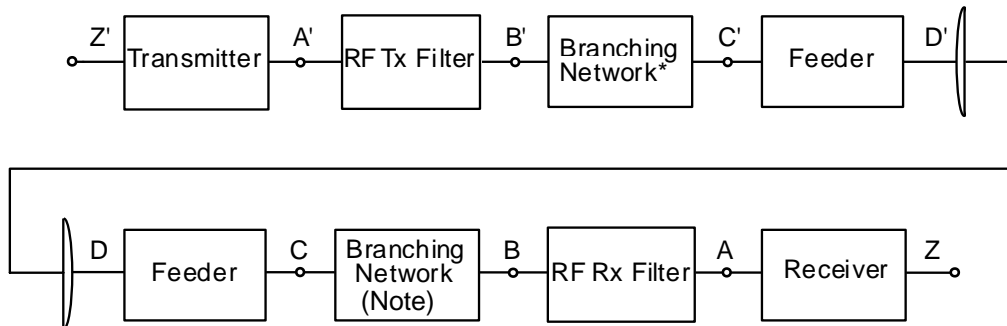 Z'
Transmitter
A'
RF Tx Filter
B'
Branching
Network*
C'
Feeder
D'
D
Feeder
C
Branching
Network
(Note)
B
RF Rx Filter
A
Receiver
Z